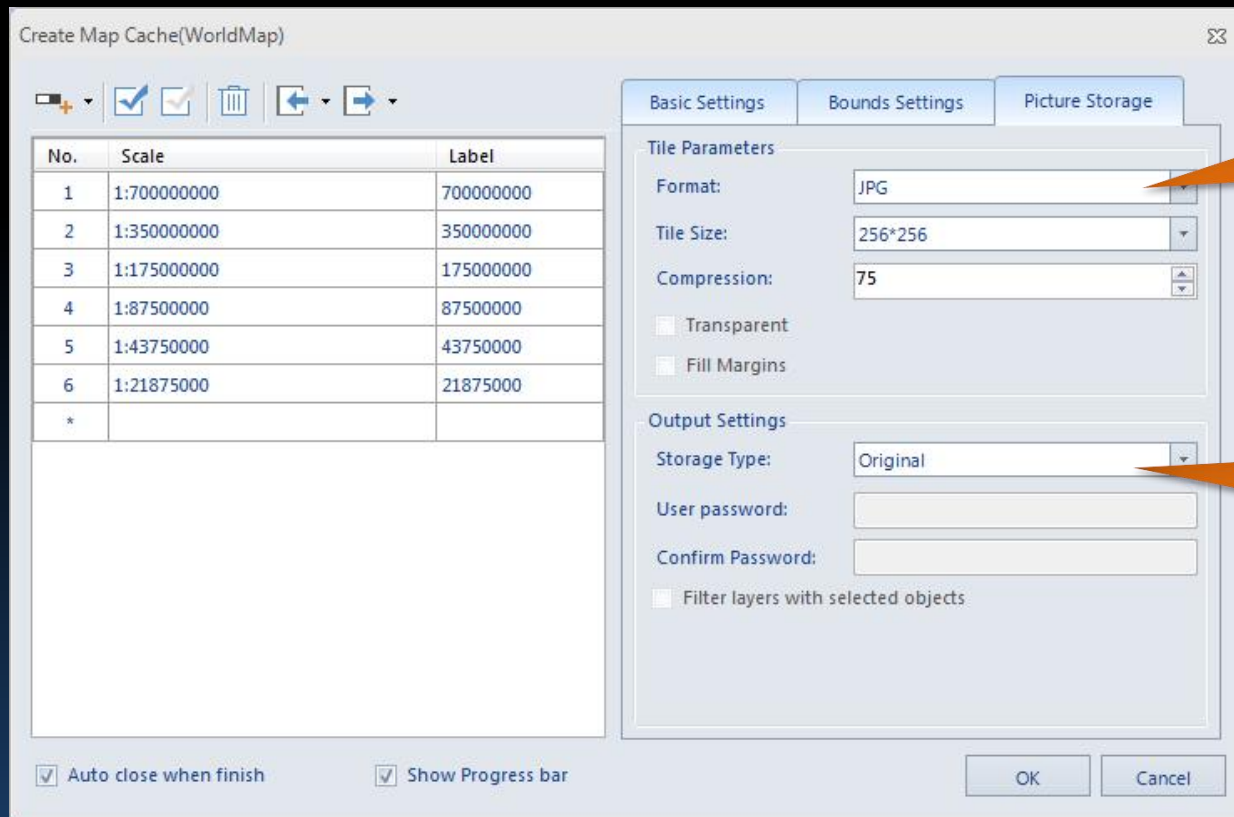 Create Map Cache(WorldMap)
Basic Settings Bounds Settings Picture Storage
No. Scale Label
1 1:700000000 700000000
2 1:350000000 350000000
3 1:175000000 175000000
4 1:87500000 87500000
5 1:43750000 43750000
6 1:21875000 21875000
*
Tile Parameters
Format: JPG
Tile Size: 256*256
Compression: 75
Transparent
Fill Margins
Output Settings
Storage Type: Original
User password:
Confirm Password:
Filter layers with selected objects
Auto close when finish Show Progress bar
OK Cancel